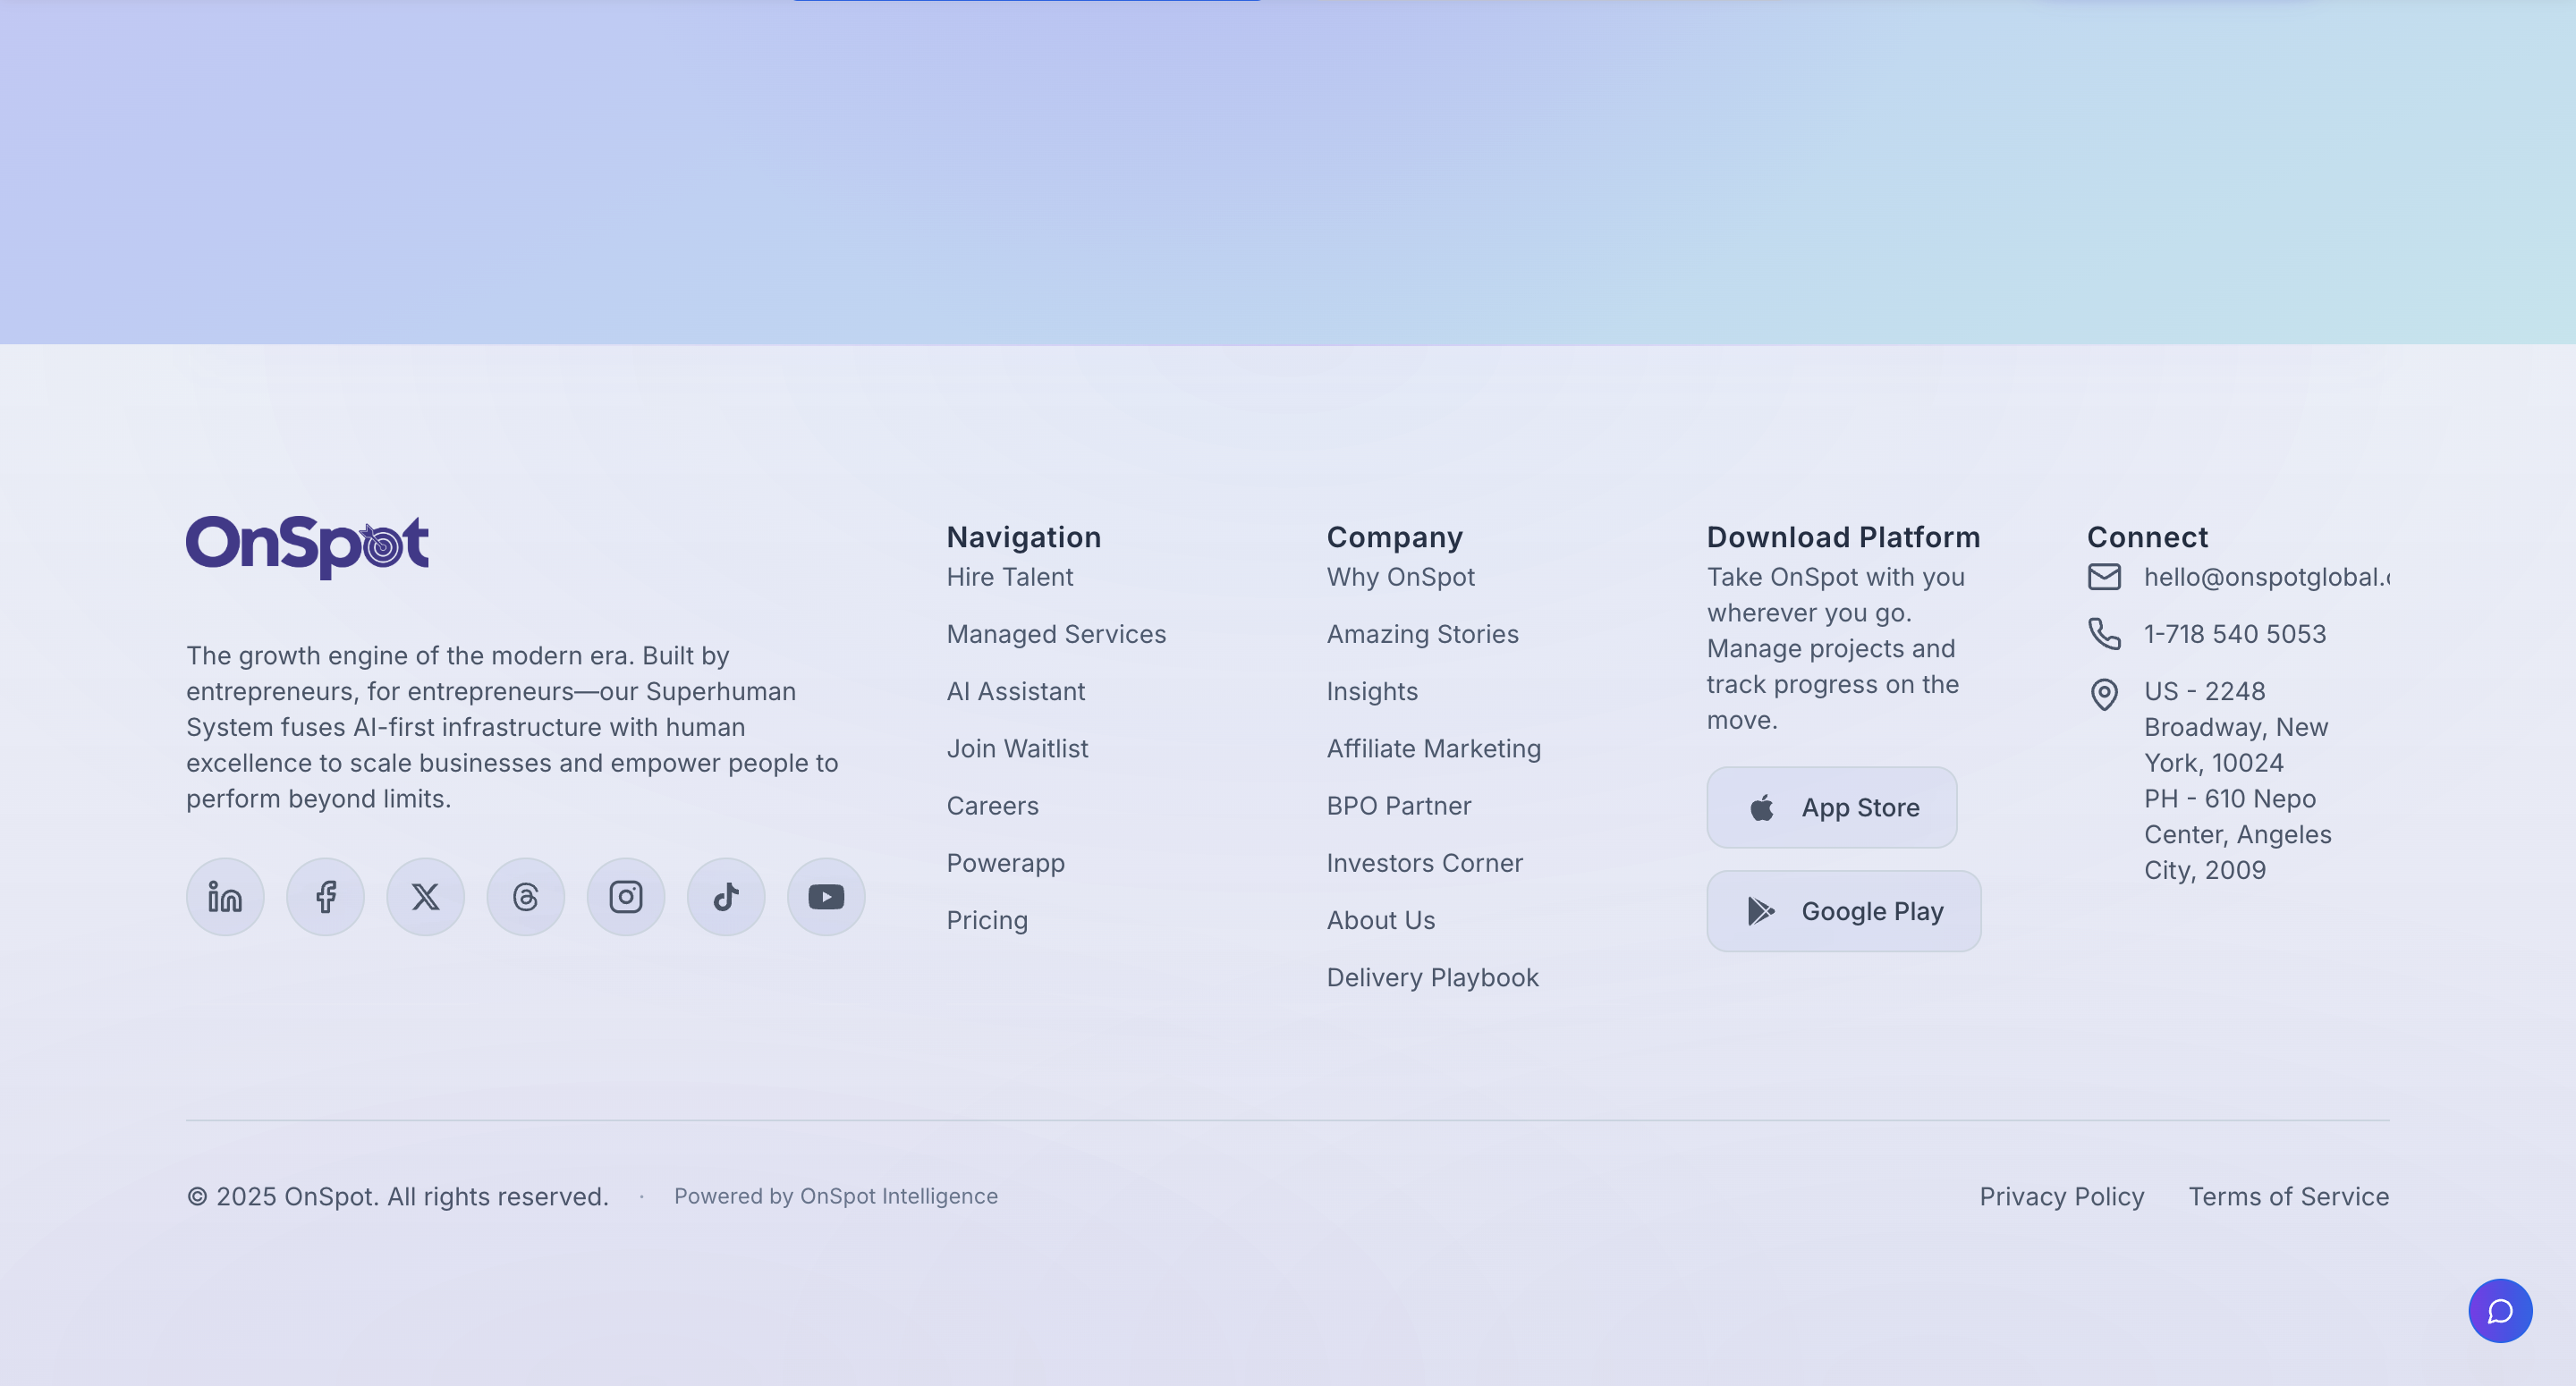 OnSpot
The growth engine of the modern era. Built by
entrepreneurs, for entrepreneurs—our Superhuman
System fuses AI-first infrastructure with human
excellence to scale businesses and empower people to
perform beyond limits.
Navigation
Hire Talent
Managed Services
AI Assistant
Join Waitlist
Careers
Powerapp
Pricing
Company
Why OnSpot
Amazing Stories
Insights
Affiliate Marketing
BPO Partner
Investors Corner
About Us
Delivery Playbook
Download Platform
Take OnSpot with you
wherever you go.
Manage projects and
track progress on the
move.
App Store
Google Play
Connect
hello@onspotglobal.
1-718 540 5053
US - 2248
Broadway, New
York, 10024
PH - 610 Nepo
Center, Angeles
City, 2009
© 2025 OnSpot. All rights reserved. · Powered by OnSpot Intelligence
Privacy Policy Terms of Service